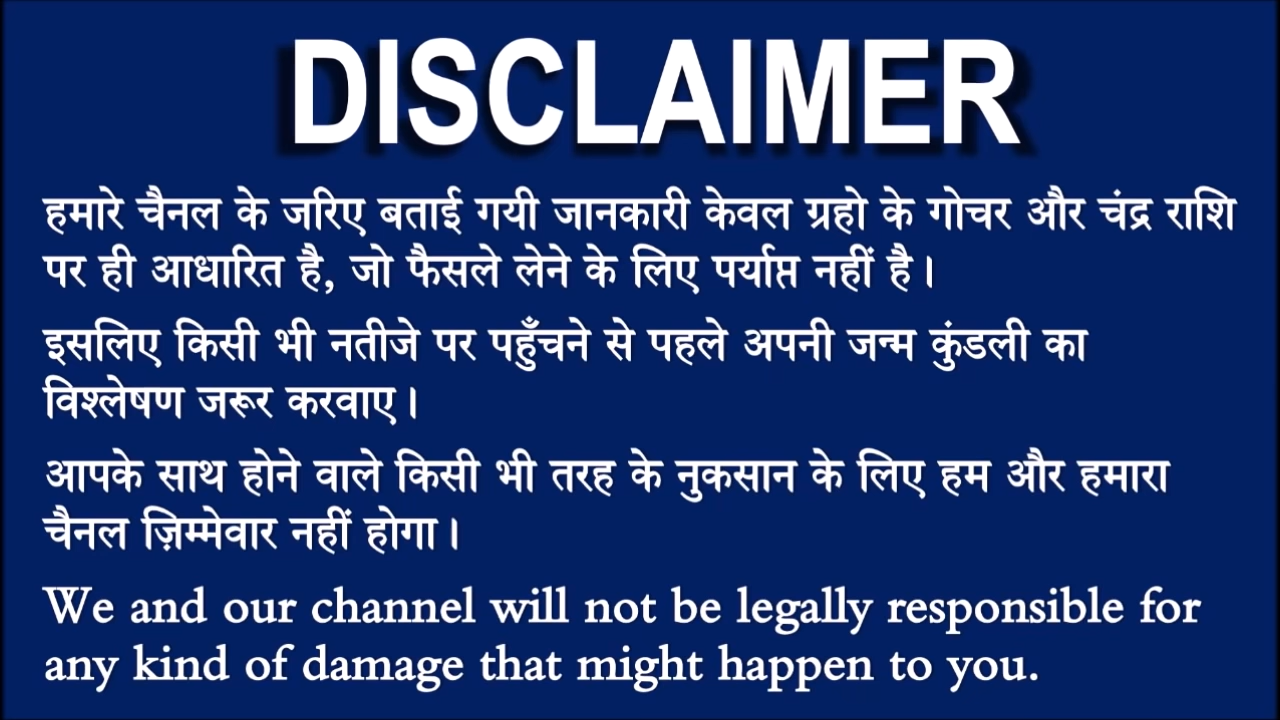 DISCLAIMER
हमारे चैनल के जरिए बताई गयी जानकारी केवल ग्रहो के गोचर और चंद्र राशि
पर ही आधारित है, जो फैसले लेने के लिए पर्याप्त नहीं है।
इसलिए किसी भी नतीजे पर पहुँचने से पहले अपनी जन्म कुंडली का
विश्लेषण जरूर करवाए।
आपके साथ होने वाले किसी भी तरह के नुकसान के लिए हम और हमारा
चैनल ज़िम्मेवार नहीं होगा।
We and our channel will not be legally responsible for
any kind of damage that might happen to you.